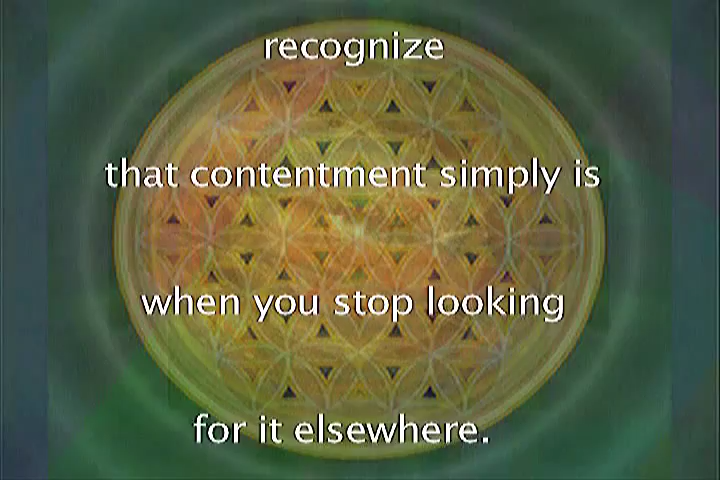 recognize
that contentment simply is
when you stop looking
for it elsewhere.